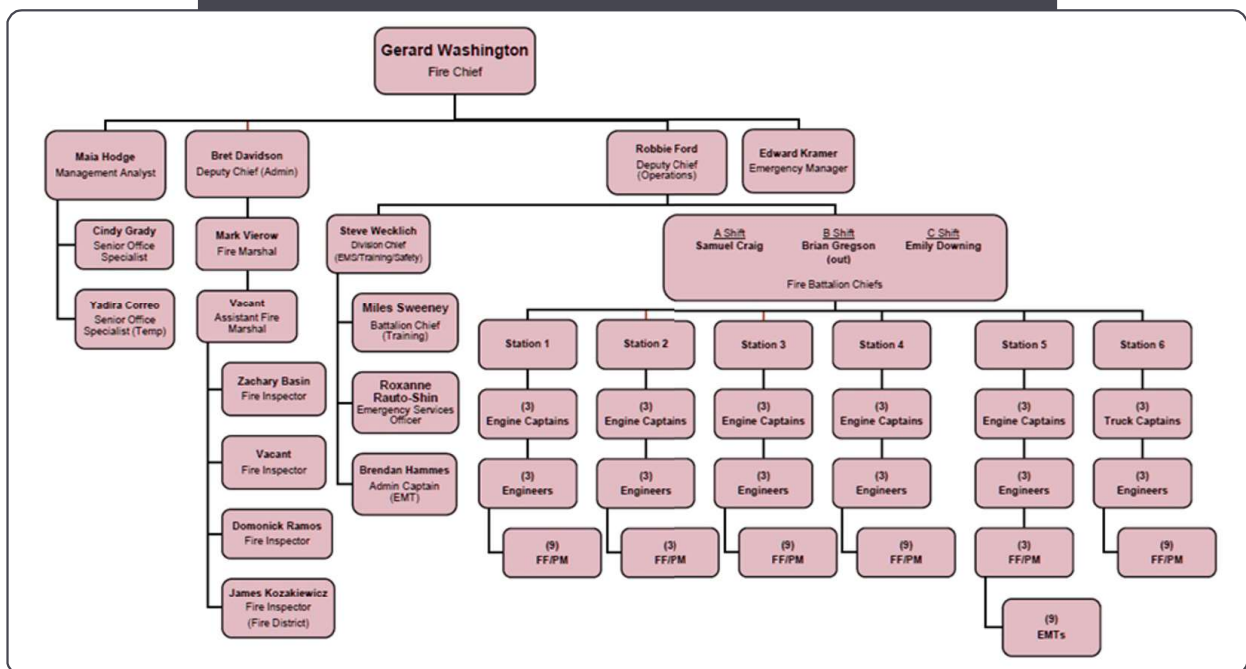 Gerard Washington
Fire Chief
Maia Hodge
Management Analyst
Bret Davidson
Deputy Chief (Admin)
Robbie Ford
Deputy Chief
(Operations)
Edward Kramer
Emergency Manager
Cindy Grady
Senior Office
Specialist
Yadira Correo
Senior Office
Specialist (Temp)
Mark Vierow
Fire Marshal
Vacant
Assistant Fire
Marshal
Zachary Basin
Fire Inspector
Vacant
Fire Inspector
Domonick Ramos
Fire Inspector
James Kozakiewicz
Fire Inspector
(Fire District)
Steve Wecklich
Division Chief
(EMS/Training/Safety)
Miles Sweeney
Battalion Chief
(Training)
Roxanne
Rauto-Shin
Emergency Services
Officer
Brendan Hammes
Admin Captain
(EMT)
A Shift
Samuel Craig
B Shift
Brian Gregson
(out)
C Shift
Emily Downing
Fire Battalion Chiefs
Station 1
(3)
Engine Captains
(3)
Engineers
(9)
FF/PM
Station 2
(3)
Engine Captains
(3)
Engineers
(3)
FF/PM
Station 3
(3)
Engine Captains
(3)
Engineers
(9)
FF/PM
Station 4
(3)
Engine Captains
(3)
Engineers
(9)
FF/PM
Station 5
(3)
Engine Captains
(3)
Engineers
(3)
FF/PM
(9)
EMTs
Station 6
(3)
Truck Captains
(3)
Engineers
(9)
FF/PM